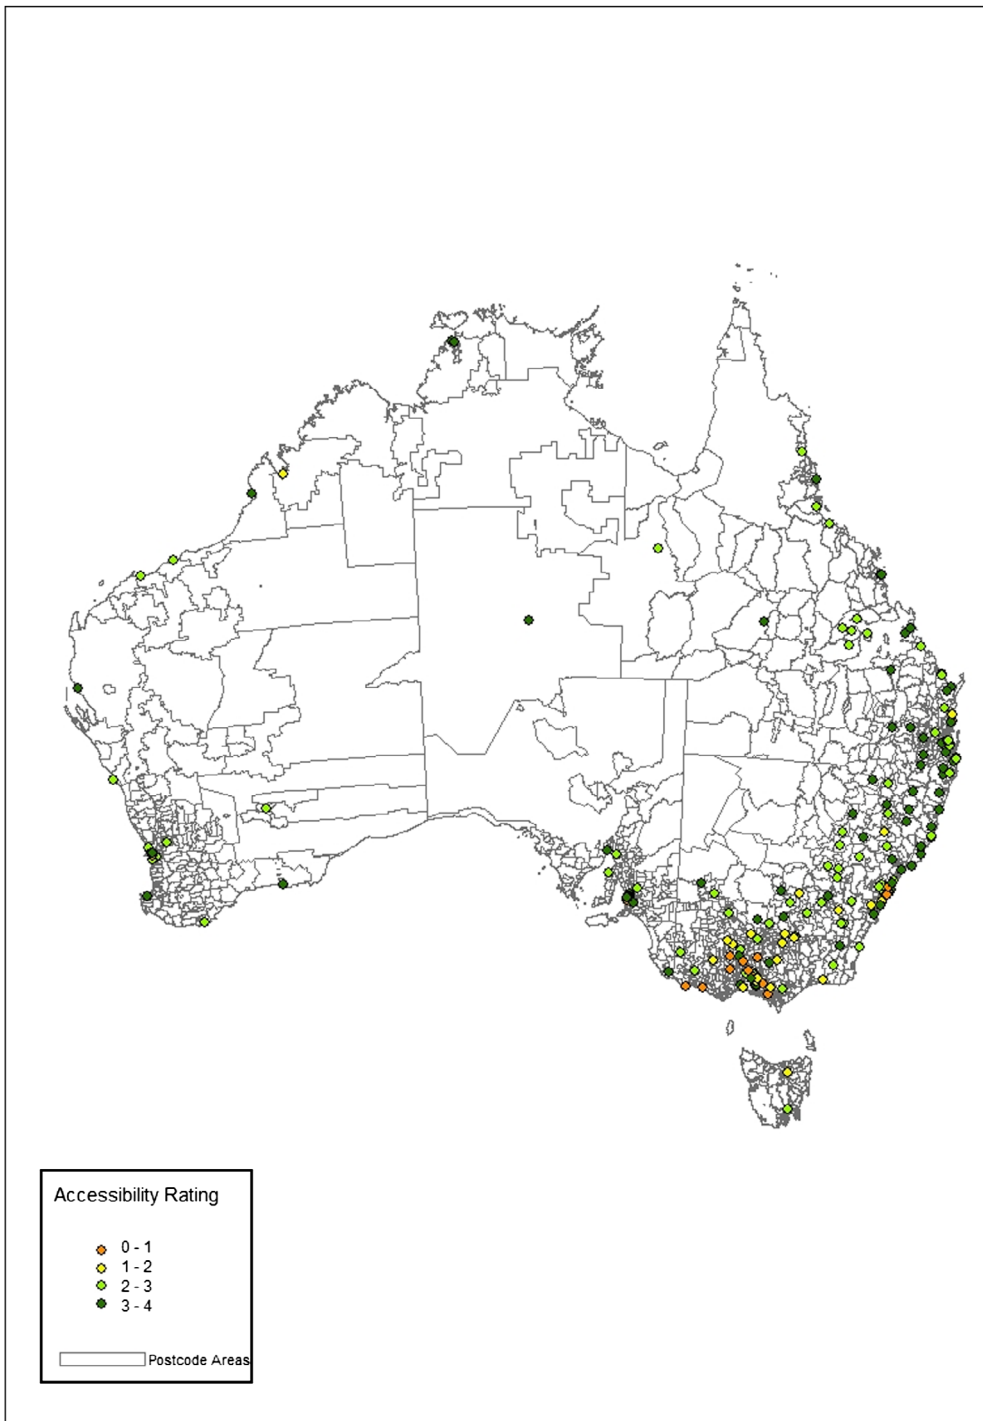 Accessibility Rating
0 - 1
1 - 2
2 - 3
3 - 4
Postcode Areas